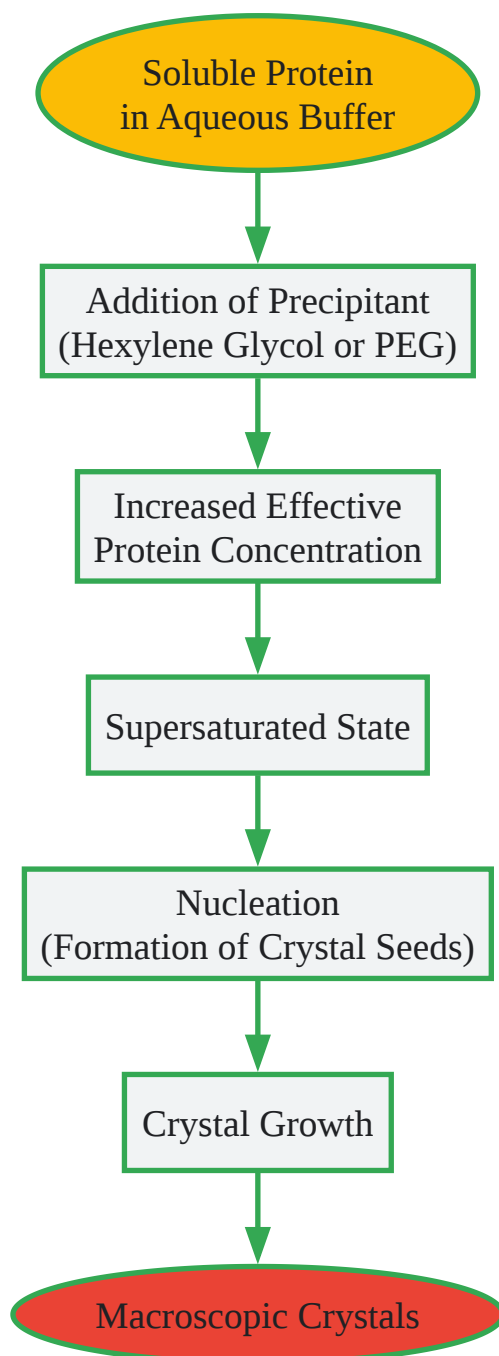 Soluble Protein
in Aqueous Buffer
Addition of Precipitant
(Hexylene Glycol or PEG)
Increased Effective
Protein Concentration
Supersaturated State
Nucleation
(Formation of Crystal Seeds)
Crystal Growth
Macroscopic Crystals